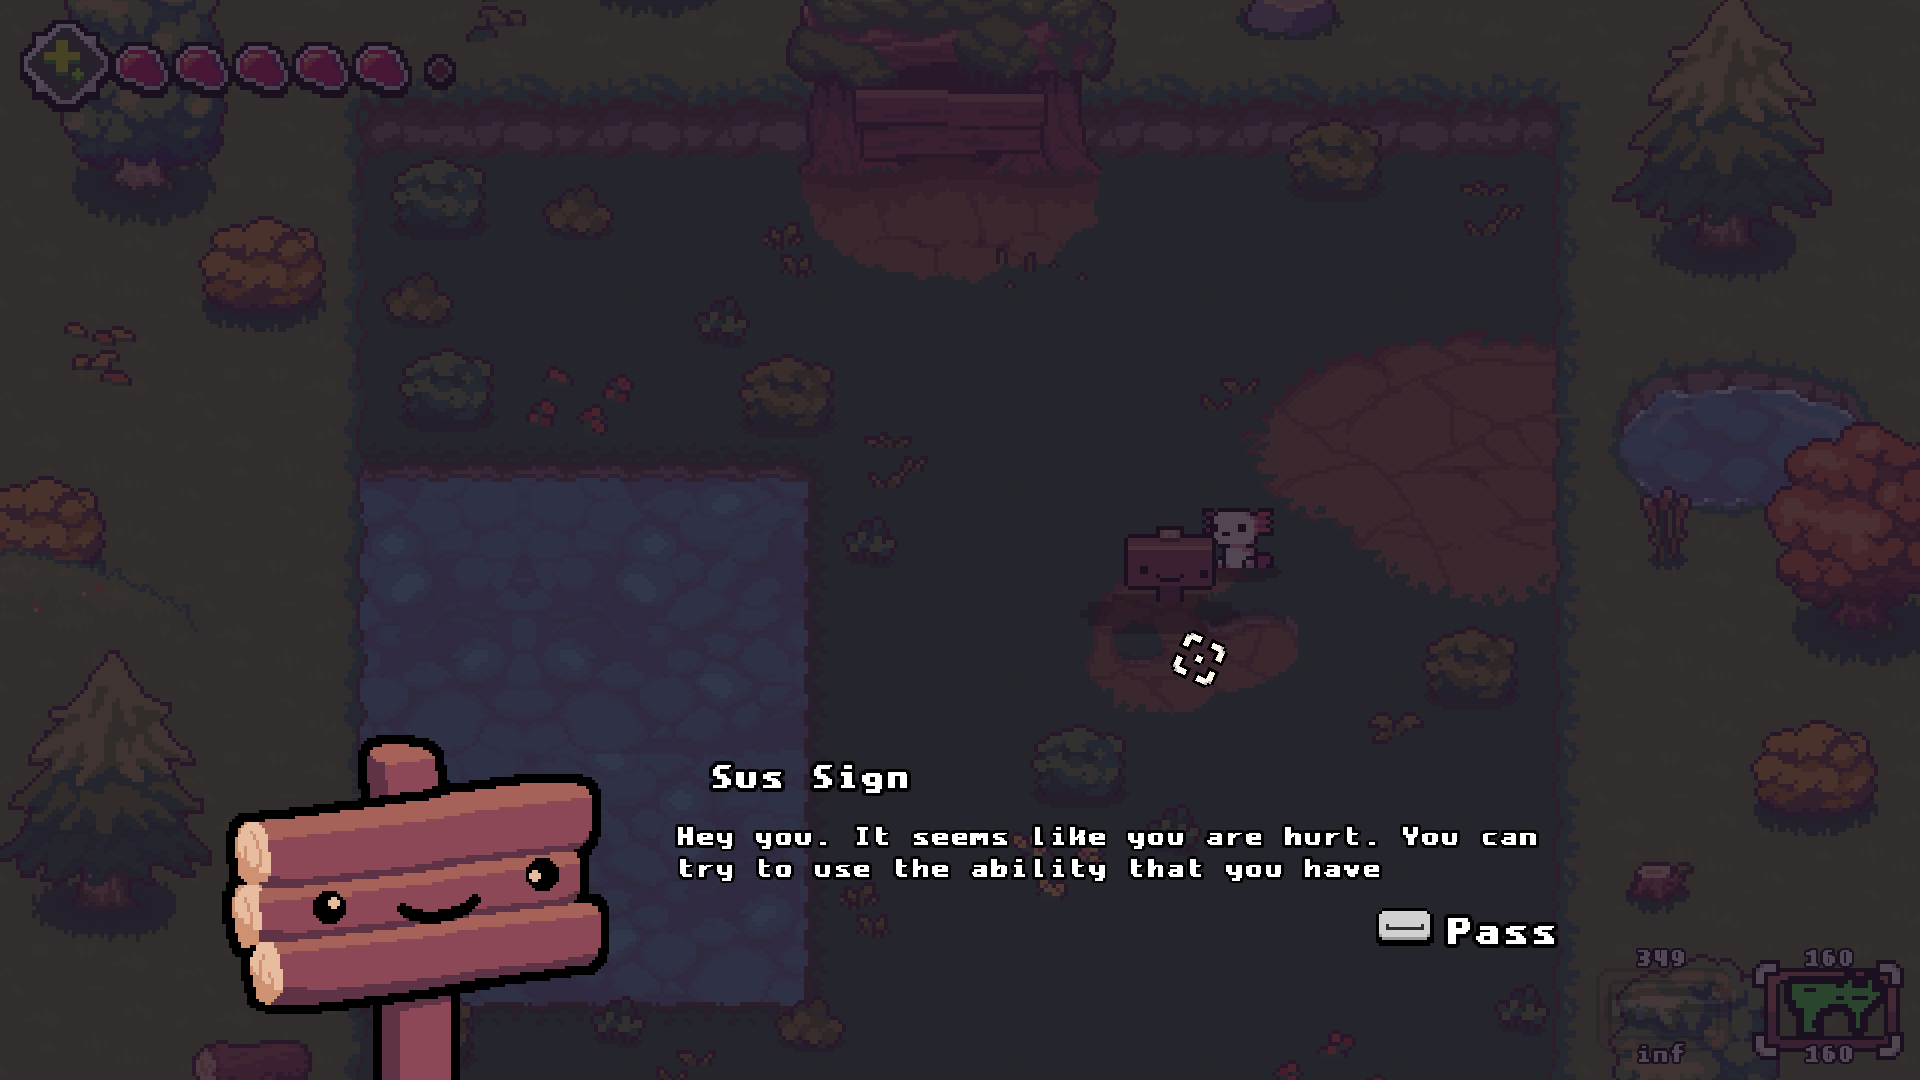 Sus Sign
Hey you. It seems like you are hurt. You can
try to use the ability that you have
Pass
349
160
inf
160